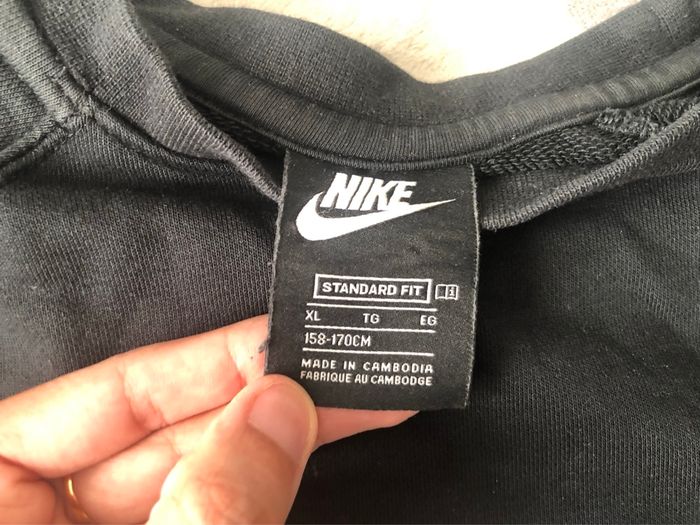 NIKE
STANDARD FIT
XL TG EG
158-170CM
MADE IN CAMBODIA
FABRIQUE AU CAMBODGE